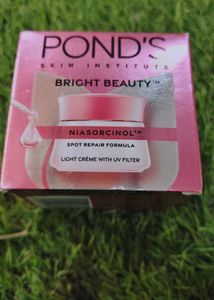 POND'S
SKIN INSTITUTE
BRIGHT BEAUTY™
NIASORCINOL™
SPOT REPAIR FORMULA
LIGHT CRÈME WITH UV FILTER